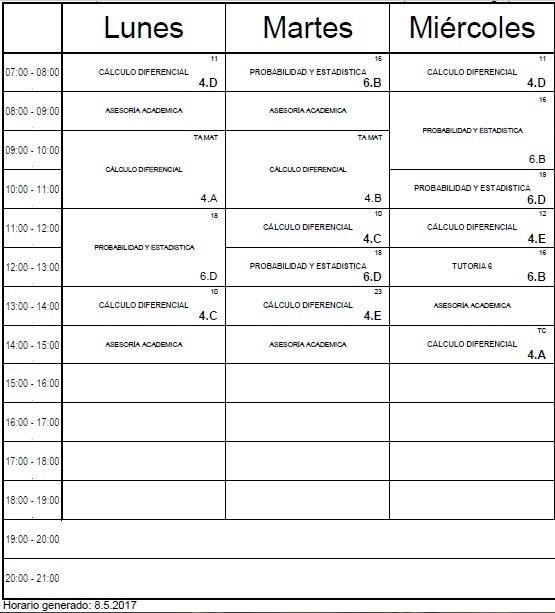 Lunes Martes Miércoles
07:00 - 08:00
11
CÁLCULO DIFERENCIAL
4.D
16
PROBABILIDAD Y ESTADISTICA
6.B
11
CÁLCULO DIFERENCIAL
4.D
08:00 - 09:00
ASESORÍA ACADEMICA
ASESORÍA ACADEMICA
16
PROBABILIDAD Y ESTADISTICA
6.B
09:00 - 10:00
TA MAT
CÁLCULO DIFERENCIAL
4.A
TA MAT
CÁLCULO DIFERENCIAL
4.B
10:00 - 11:00
18
PROBABILIDAD Y ESTADISTICA
6.D
11:00 - 12:00
18
PROBABILIDAD Y ESTADISTICA
6.D
10
CÁLCULO DIFERENCIAL
4.C
12
CÁLCULO DIFERENCIAL
4.E
12:00 - 13:00
18
PROBABILIDAD Y ESTADISTICA
6.D
16
TUTORIA 6
6.B
13:00 - 14:00
10
CÁLCULO DIFERENCIAL
4.C
23
CÁLCULO DIFERENCIAL
4.E
ASESORÍA ACADEMICA
14:00 - 15:00
ASESORÍA ACADEMICA
ASESORÍA ACADEMICA
TC
CÁLCULO DIFERENCIAL
4.A
15:00 - 16:00
16:00 - 17:00
17:00 - 18:00
18:00 - 19:00
19:00 - 20:00
20:00 - 21:00
Horario generado: 8.5.2017